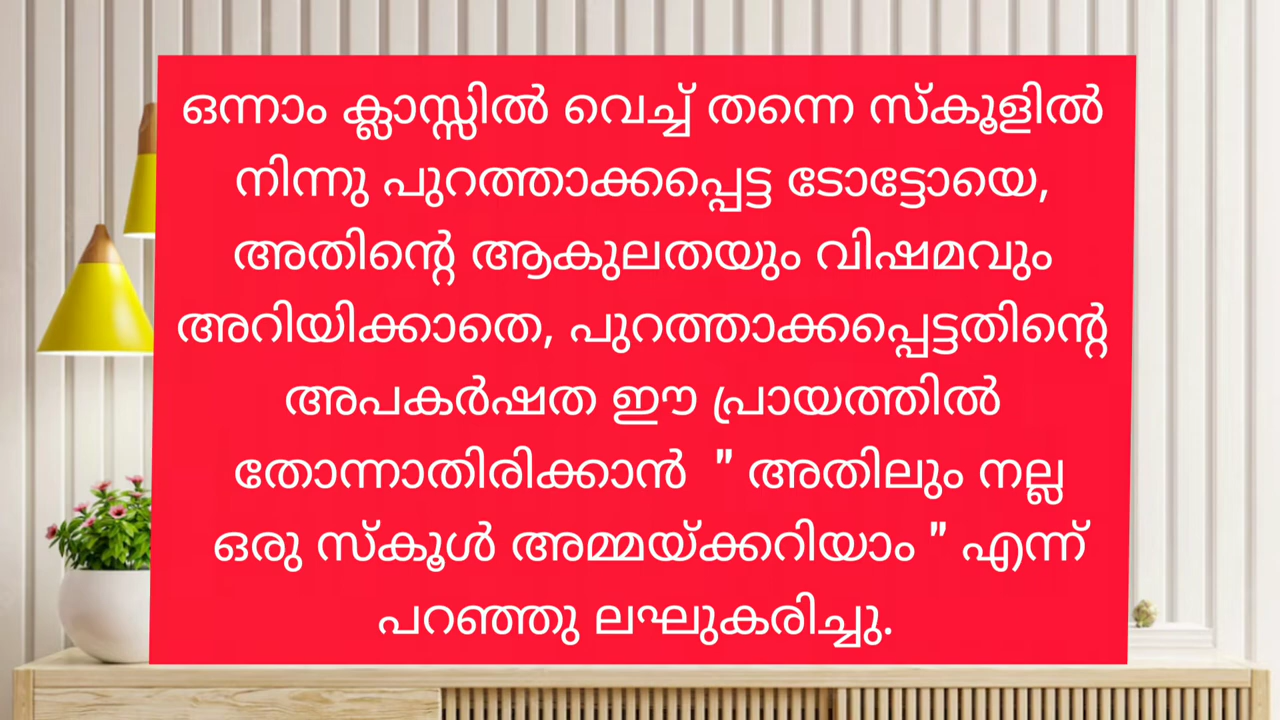 ഒന്നാം ക്ലാസ്സിൽ വെച്ച് തന്നെ സ്കൂളിൽ
നിന്നു പുറത്താക്കപ്പെട്ട ടോട്ടോയെ,
അതിന്റെ ആകുലതയും വിഷമവും
അറിയിക്കാതെ, പുറത്താക്കപ്പെട്ടതിന്റെ
അപകർഷത ഈ പ്രായത്തിൽ
തോന്നാതിരിക്കാൻ " അതിലും നല്ല
ഒരു സ്കൂൾ അമ്മയ്ക്കറിയാം " എന്ന്
പറഞ്ഞു ലഘുകരിച്ചു.